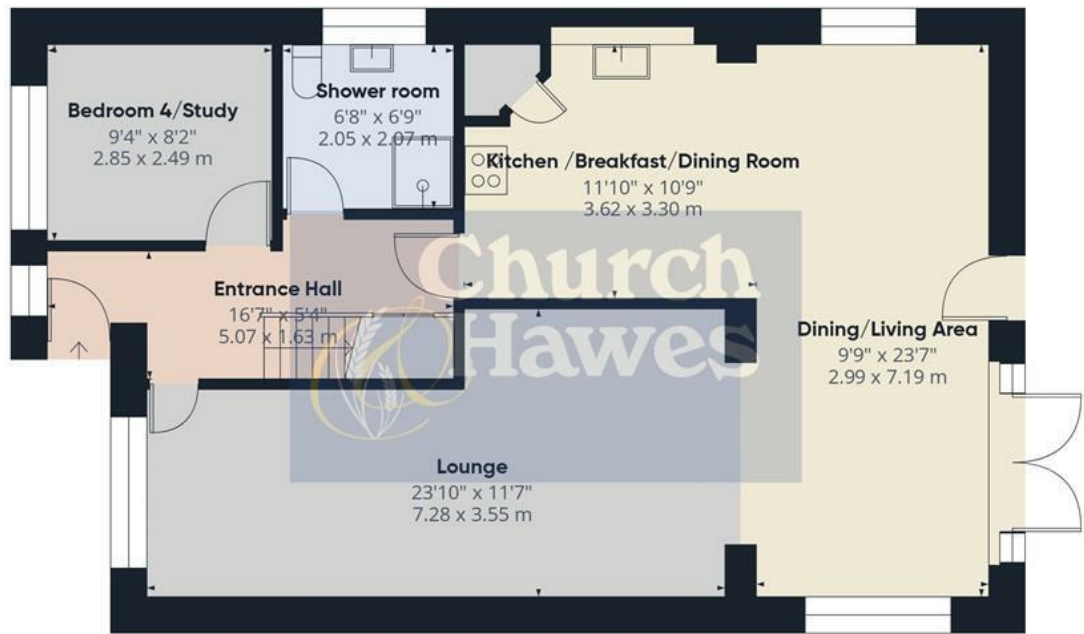 Bedroom 4/Study
9'4" x 8'2"
2.85 x 2.49 m
Shower room
6'8" x 6'9"
2.05 x 2.07 m
Kitchen /Breakfast/Dining Room
11'10" x 10'9"
3.62 x 3.30 m
Church
& Hawes
Entrance Hall
16'7" x 5'4"
5.07 x 1.63 m
Dining/Living Area
9'9" x 23'7"
2.99 x 7.19 m
Lounge
23'10" x 11'7"
7.28 x 3.55 m